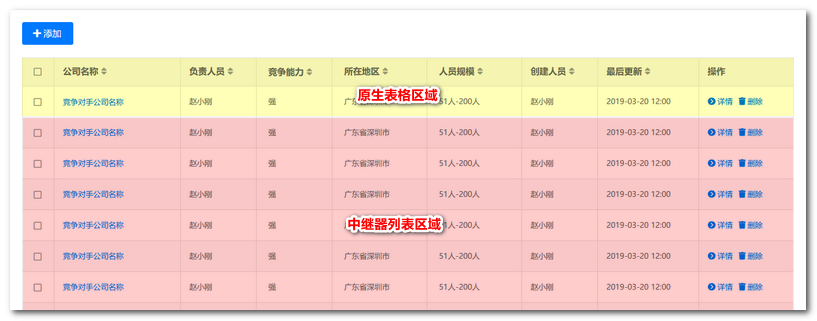 添加
公司名称 负责人员 竞争能力 所在地区 人员规模 创建人员 最后更新 操作
竞争对手公司名称 赵小刚 强 广东省深圳市 51人-200人 赵小刚 2019-03-20 12:00 详情 删除
原生表格区域
竞争对手公司名称 赵小刚 强 广东省深圳市 51人-200人 赵小刚 2019-03-20 12:00 详情 删除
竞争对手公司名称 赵小刚 强 广东省深圳市 51人-200人 赵小刚 2019-03-20 12:00 详情 删除
竞争对手公司名称 赵小刚 强 广东省深圳市 51人-200人 赵小刚 2019-03-20 12:00 详情 删除
竞争对手公司名称 赵小刚 强 广东省深圳市 51人-200人 赵小刚 2019-03-20 12:00 详情 删除
中继器列表区域
竞争对手公司名称 赵小刚 强 广东省深圳市 51人-200人 赵小刚 2019-03-20 12:00 详情 删除
竞争对手公司名称 赵小刚 强 广东省深圳市 51人-200人 赵小刚 2019-03-20 12:00 详情 删除